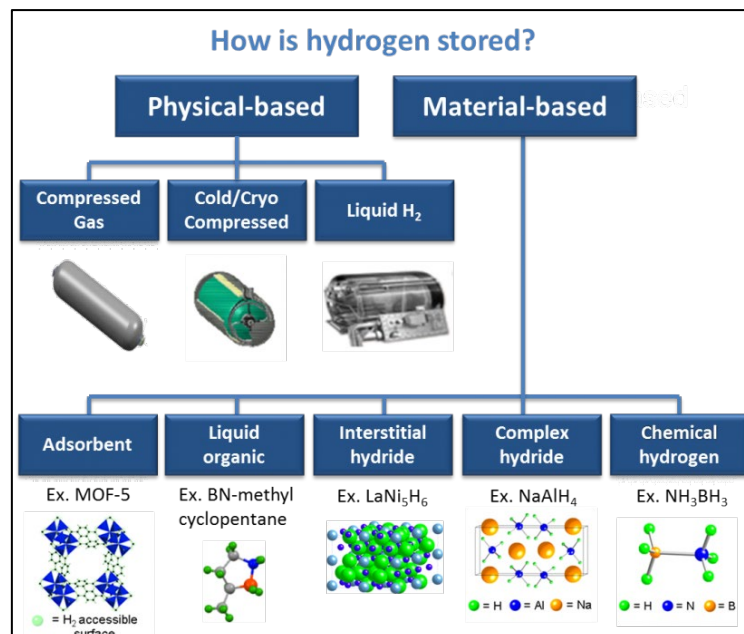 How is hydrogen stored?
Physical-based
Material-based
Compressed
Gas
Cold/Cryo
Compressed
Liquid H₂
Adsorbent
Liquid
organic
Interstitial
hydride
Complex
hydride
Chemical
hydrogen
Ex. MOF-5
Ex. BN-methyl
cyclopentane
Ex. LaNi₅H₆
Ex. NaAlH₄
Ex. NH₃BH₃
= H₂ accessible
surface
= H = Al = Na
= H = N = B